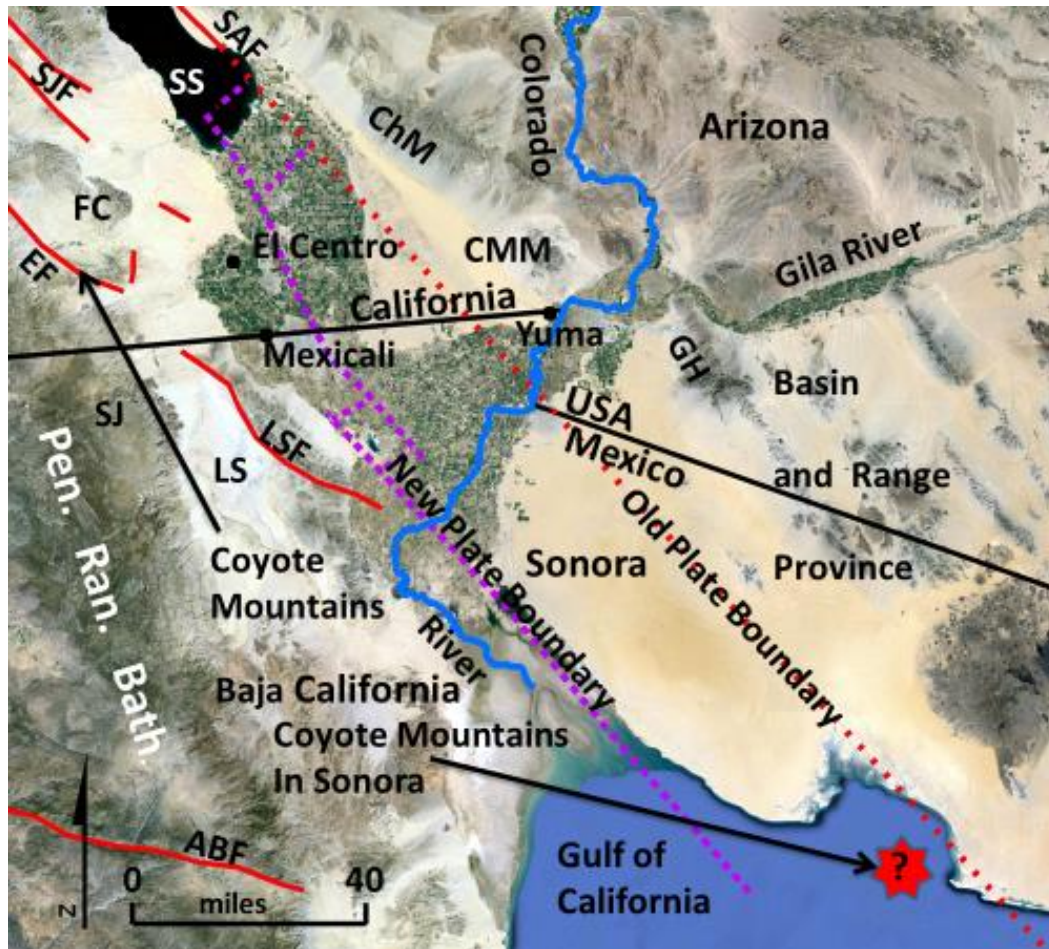 SAF
SS
SJF
ChM
Colorado
Arizona
FC
El Centro
CMM
Gila River
EF
California
Yuma
Mexicali
GH
Basin
USA
Mexico
SJ
LSF
LS
and Range
Pen.
Ran.
Bath.
New Plate Boundary
Old Plate Boundary
Sonora
Province
Coyote
Mountains
River
Baja California
Coyote Mountains
In Sonora
ABF
Gulf of
California
?
0
40
miles
N